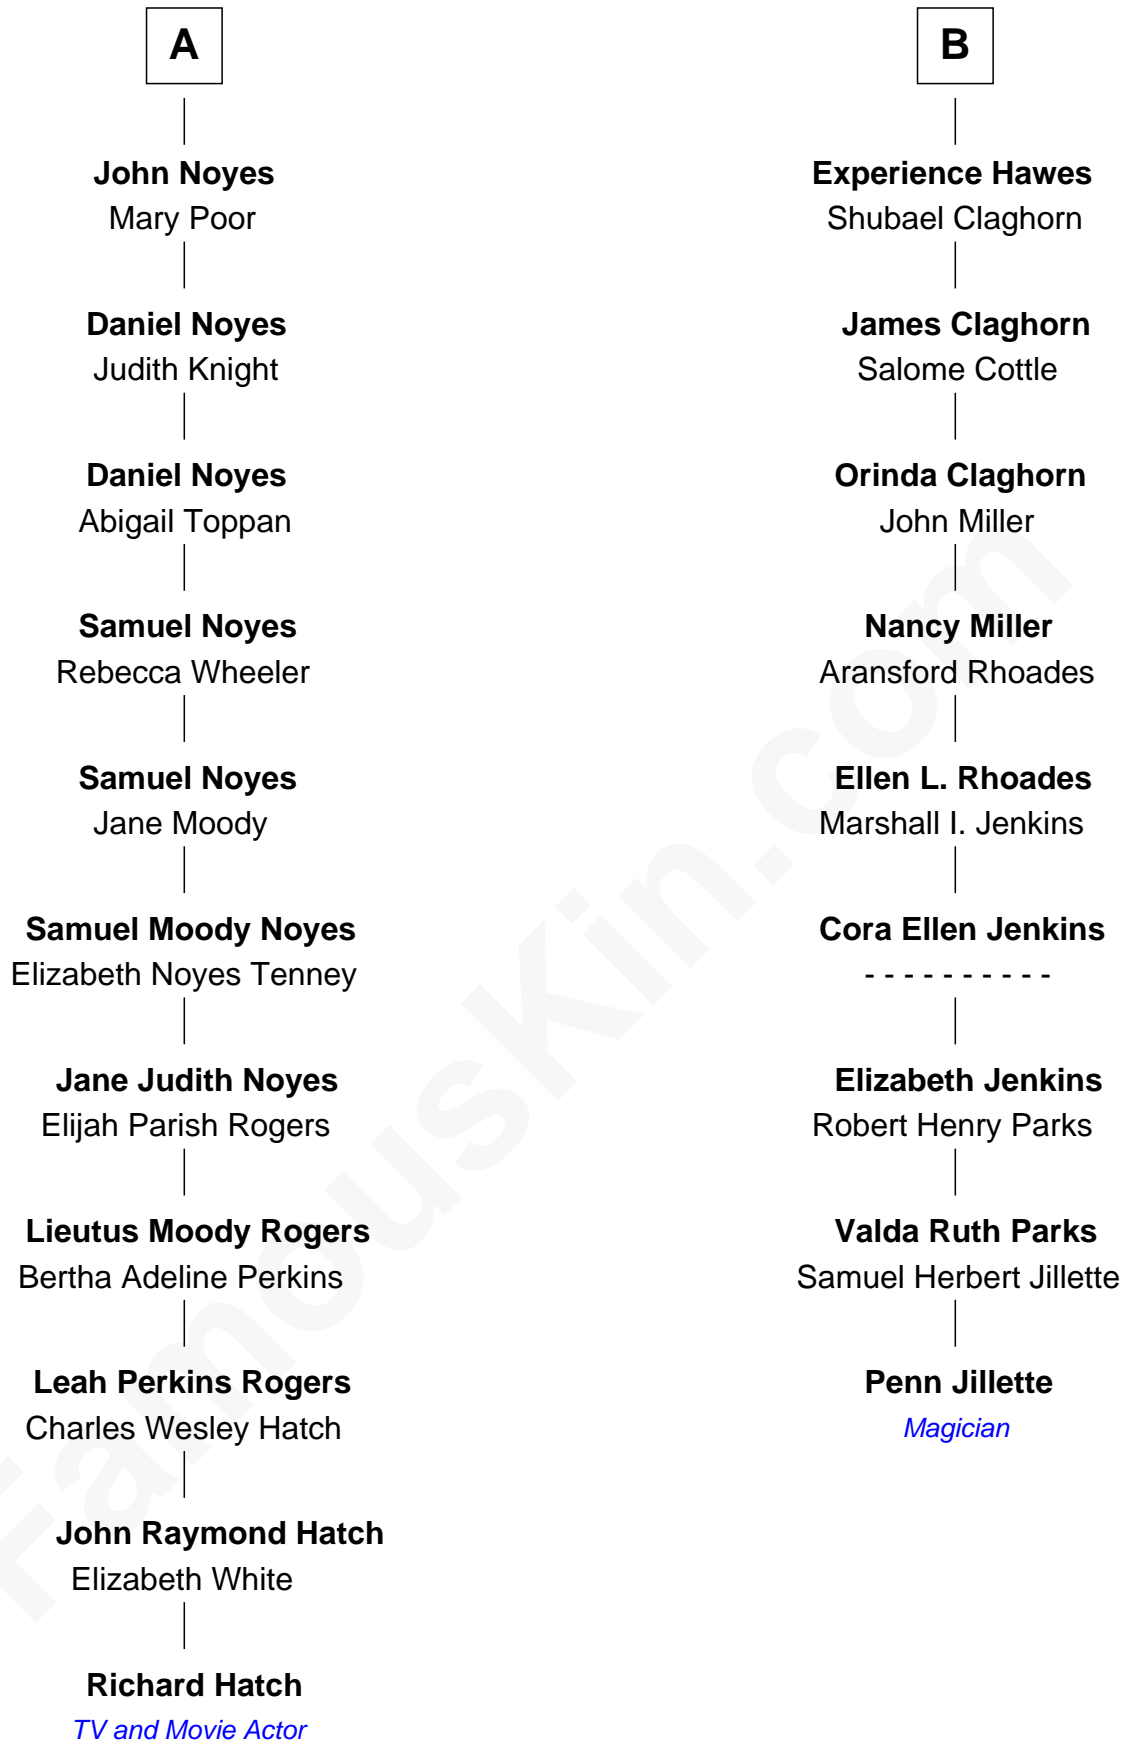 A
John Noyes
Mary Poor
Daniel Noyes
Judith Knight
Daniel Noyes
Abigail Toppan
Samuel Noyes
Rebecca Wheeler
Samuel Noyes
Jane Moody
Samuel Moody Noyes
Elizabeth Noyes Tenney
Jane Judith Noyes
Elijah Parish Rogers
Lieutus Moody Rogers
Bertha Adeline Perkins
Leah Perkins Rogers
Charles Wesley Hatch
John Raymond Hatch
Elizabeth White
Richard Hatch
TV and Movie Actor
B
Experience Hawes
Shubael Claghorn
James Claghorn
Salome Cottle
Orinda Claghorn
John Miller
Nancy Miller
Aransford Rhoades
Ellen L. Rhoades
Marshall I. Jenkins
Cora Ellen Jenkins
- - - - - - - - - -
Elizabeth Jenkins
Robert Henry Parks
Valda Ruth Parks
Samuel Herbert Jillette
Penn Jillette
Magician
FamousKin.com